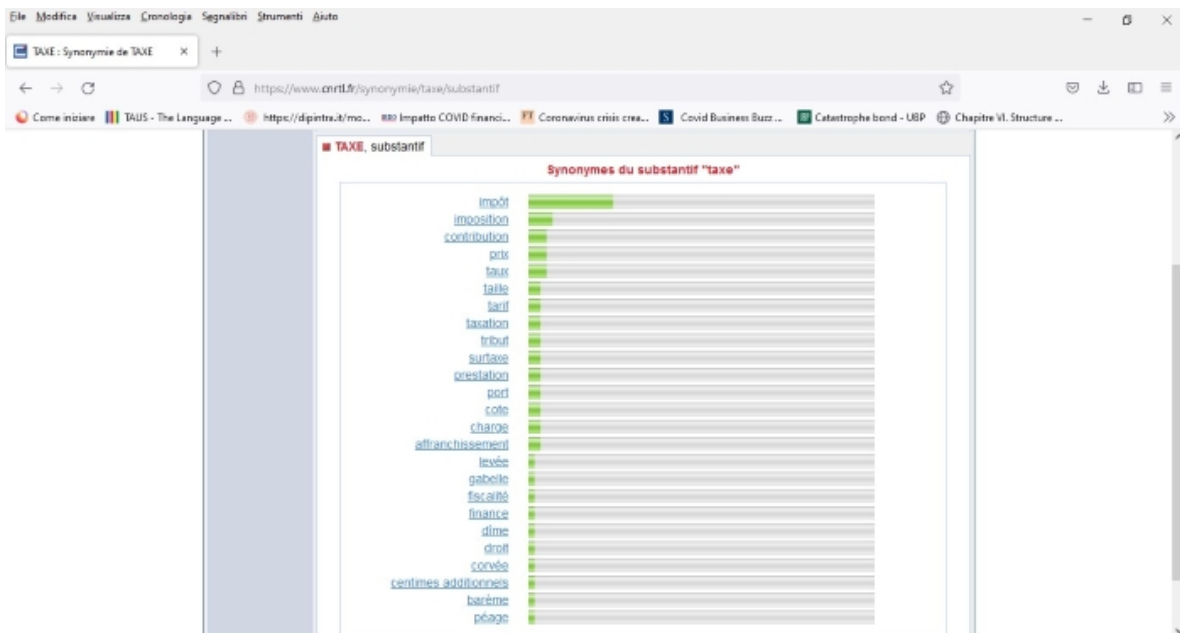 File Modifica Visualizza Cronologia Segnalibri Strumenti Aiuto
TAXE : Synonymie de TAXE
https://www.cnrtl.fr/synonymie/taxe/substantif
Come iniziare TAUS - The Language ... https://dipintra.it/mo... Impatto COVID financi... Coronavirus crisis crea... Covid Business Buzz ... Catastrophe bond - UBP Chapitre VI. Structure ...
TAXE, substantif
Synonymes du substantif "taxe"
impôt
imposition
contribution
prix
taux
taille
tarif
taxation
tribut
surtaxe
prestation
port
cote
charge
affranchissement
levée
gabelle
fiscalité
finance
dîme
droit
corvée
centimes additionnels
barème
péage